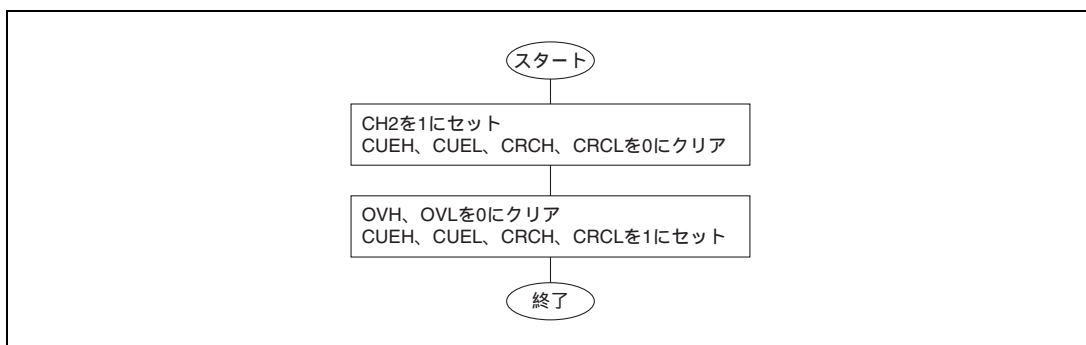 スタート
CH2を1にセット
CUEH、CUEL、CRCH、CRCLを0にクリア
OVH、OVLを0にクリア
CUEH、CUEL、CRCH、CRCLを1にセット
終了